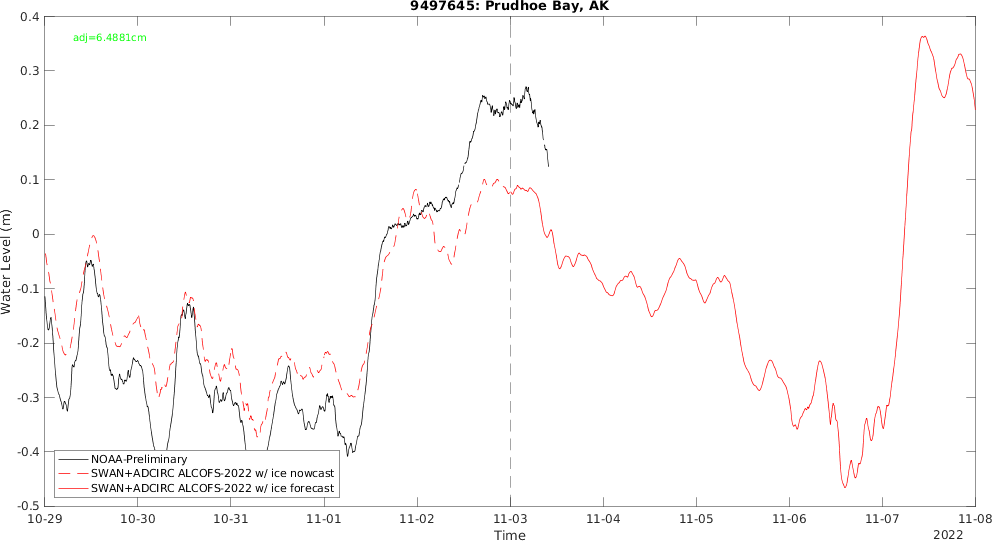 9497645: Prudhoe Bay, AK
adj=6.4881cm
0.4
0.3
0.2
0.1
0
-0.1
-0.2
-0.3
-0.4
-0.5
Water Level (m)
NOAA-Preliminary
SWAN+ADCIRC ALCOFS-2022 w/ ice nowcast
SWAN+ADCIRC ALCOFS-2022 w/ ice forecast
10-29 10-30 10-31 11-01 11-02 11-03 11-04 11-05 11-06 11-07 11-08
Time
2022